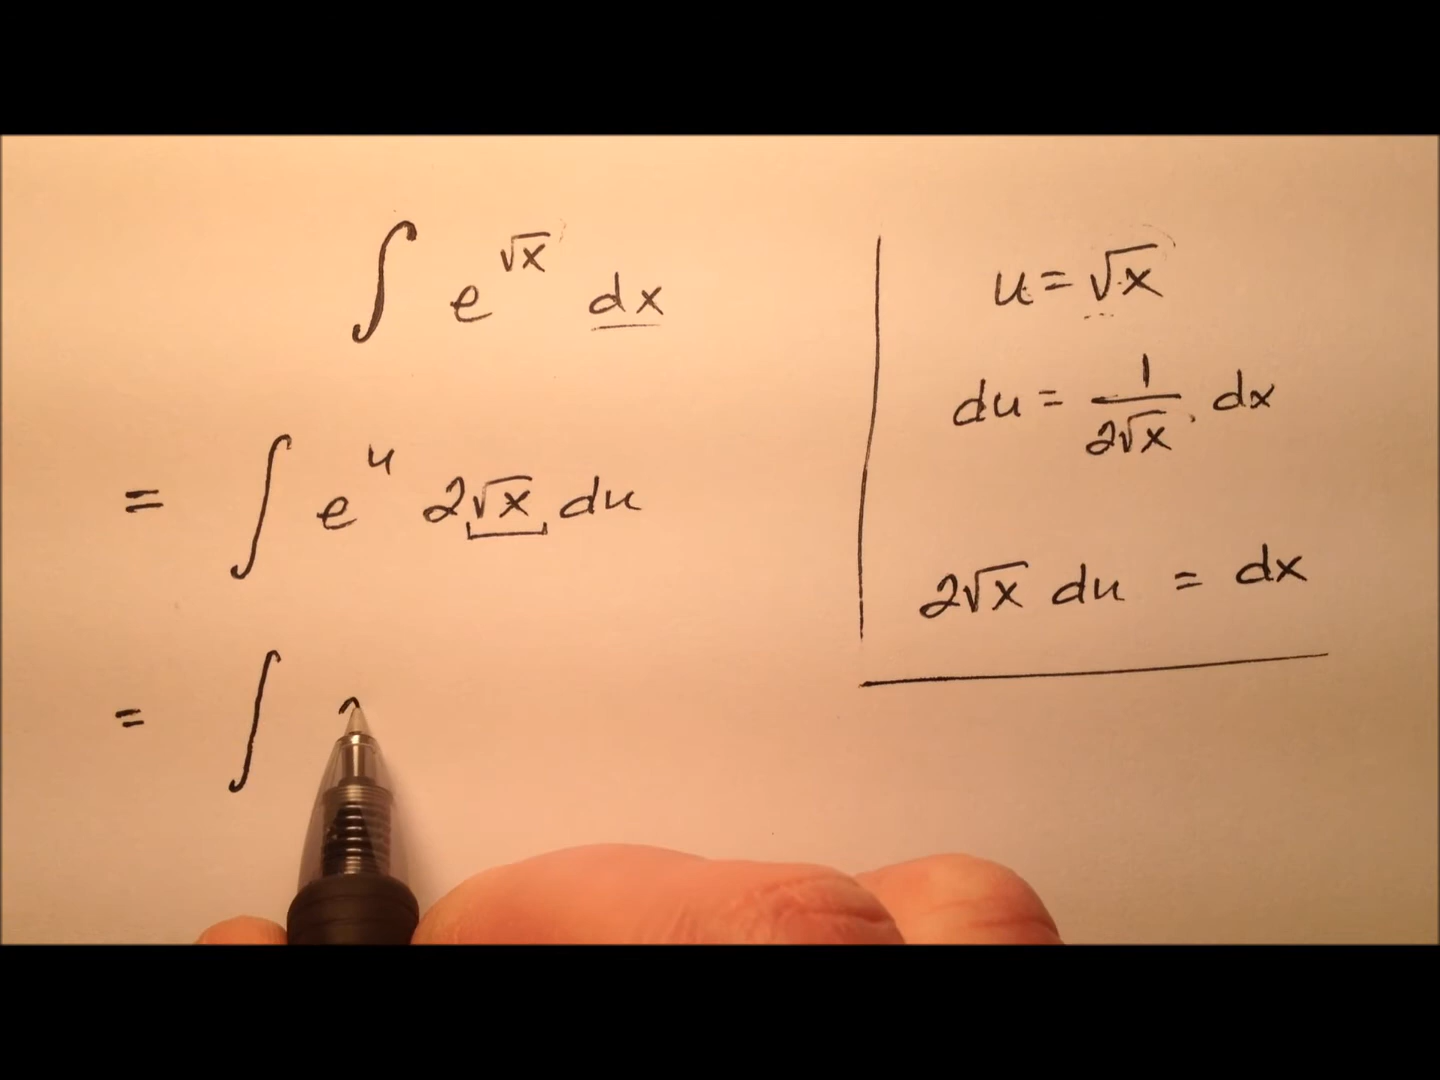 ∫ e^√x dx
= ∫ e^u 2√x du
= ∫
u = √x
du = 1/(2√x) · dx
2√x du = dx